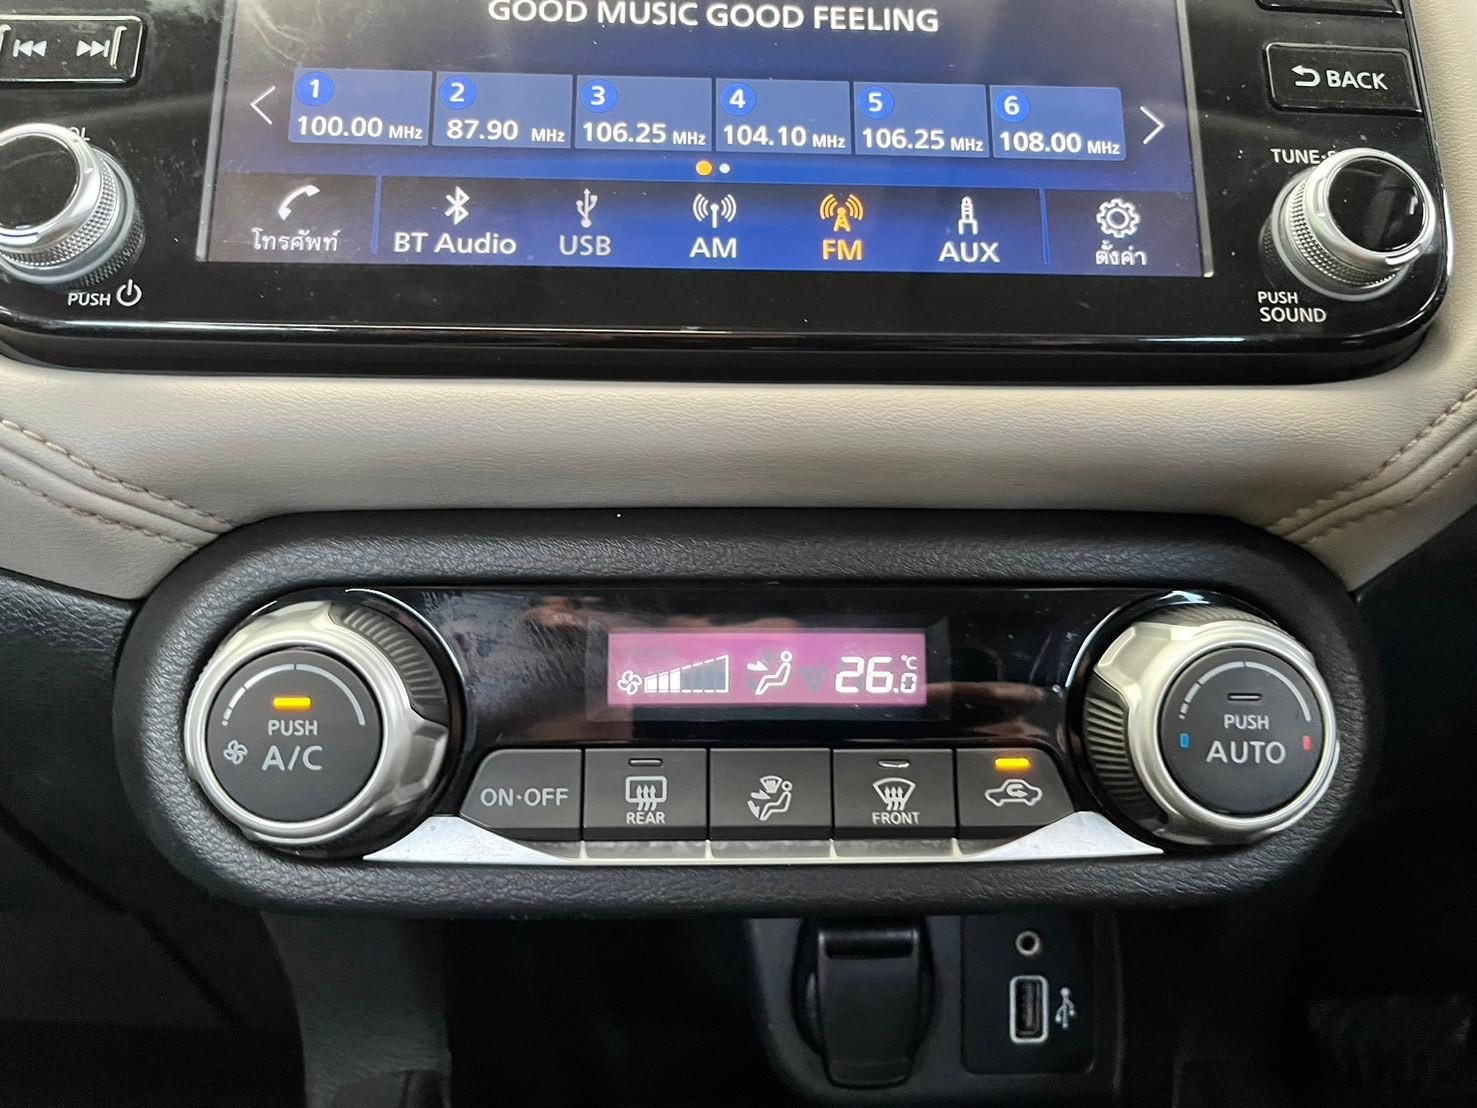 GOOD MUSIC GOOD FEELING
BACK
1 2 3 4 5 6
100.00 MHz 87.90 MHz 106.25 MHz 104.10 MHz 106.25 MHz 108.00 MHz
โทรศัพท์ BT Audio USB AM FM AUX ตั้งค่า
PUSH
PUSH
SOUND
26.0 °C
PUSH
A/C
PUSH
AUTO
ON·OFF
REAR
FRONT